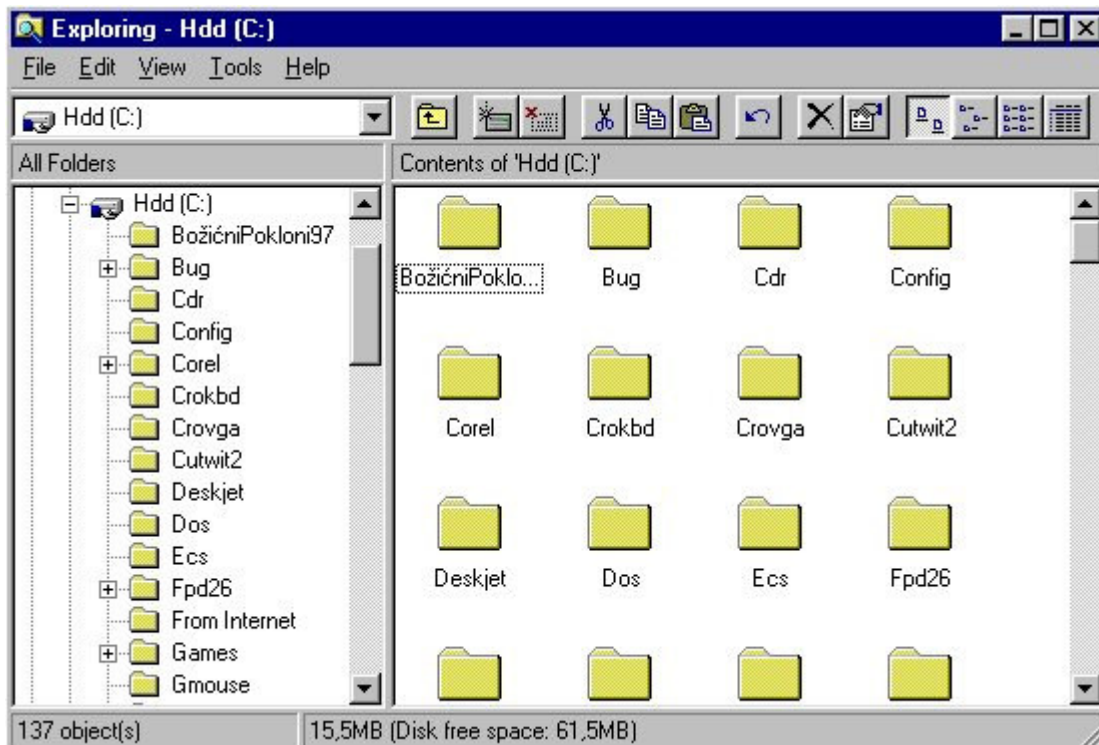 Exploring - Hdd (C:)
File Edit View Tools Help
Hdd (C:)
All Folders
Contents of 'Hdd (C:)'
Hdd (C:)
BožićniPokloni97
Bug
Cdr
Config
Corel
Crokbd
Crovga
Cutwit2
Deskjet
Dos
Ecs
Fpd26
From Internet
Games
Gmouse
BožićniPoklo... Bug Cdr Config
Corel Crokbd Crovga Cutwit2
Deskjet Dos Ecs Fpd26
137 object(s) 15,5MB (Disk free space: 61,5MB)